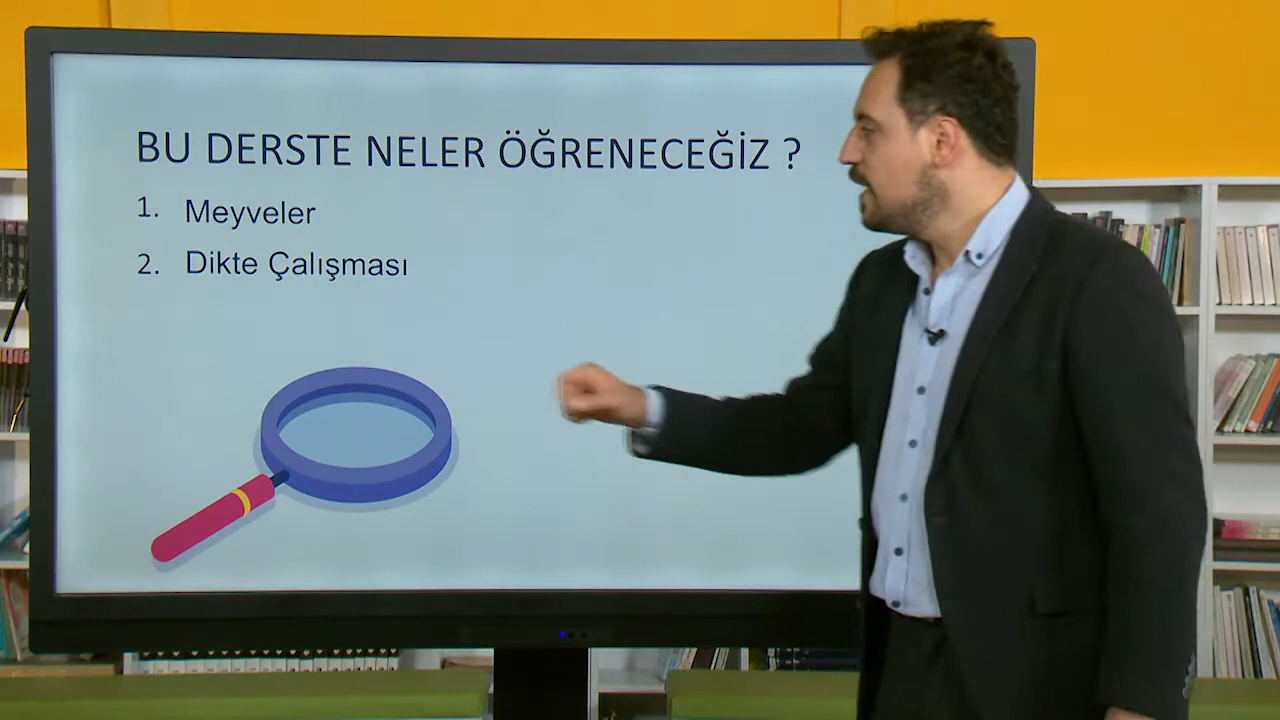 BU DERSTE NELER ÖĞRENECEĞİZ ?
1. Meyveler
2. Dikte Çalışması